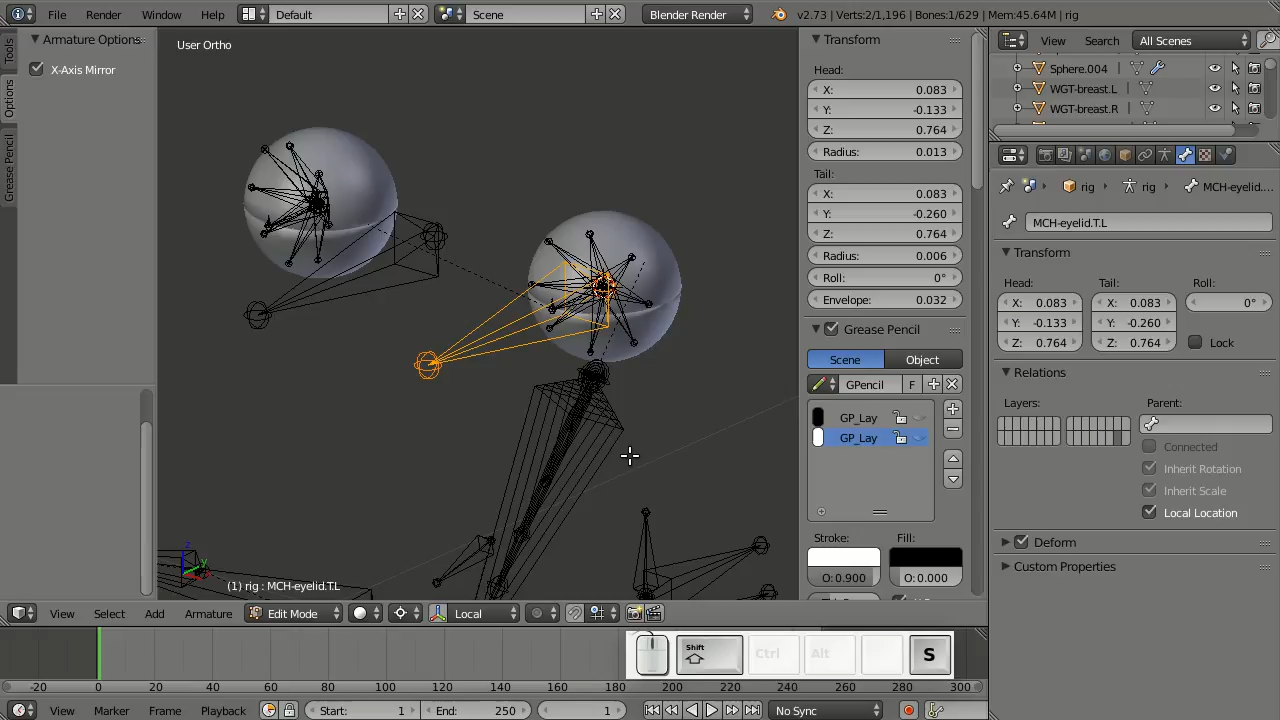 File Render Window Help Default Scene Blender Render v2.73 | Verts:2/1,196 | Bones:1/629 | Mem:45.64M | rig
Tools
Options
Grease Pencil
Armature Options
X-Axis Mirror
User Ortho
(1) rig : MCH-eyelid.T.L
Transform
Head:
X: 0.083
Y: -0.133
Z: 0.764
Radius: 0.013
Tail:
X: 0.083
Y: -0.260
Z: 0.764
Radius: 0.006
Roll: 0°
Envelope: 0.032
Grease Pencil
Scene Object
GPencil F
GP_Lay
GP_Lay
Stroke: Fill:
O: 0.900 O: 0.000
View Search All Scenes
Sphere.004
WGT-breast.L
WGT-breast.R
rig rig MCH-eyelid....
MCH-eyelid.T.L
Transform
Head: Tail: Roll:
X: 0.083 X: 0.083 0°
Y: -0.133 Y: -0.260
Z: 0.764 Z: 0.764 Lock
Relations
Layers: Parent:
Connected
Inherit Rotation
Inherit Scale
Local Location
Deform
Custom Properties
View Select Add Armature Edit Mode Local
Shift Ctrl Alt S
-20 0 20 40 60 80 100 120 140 160 180 200 220 240 260 280 300
View Marker Frame Playback Start: 1 End: 250 1 No Sync